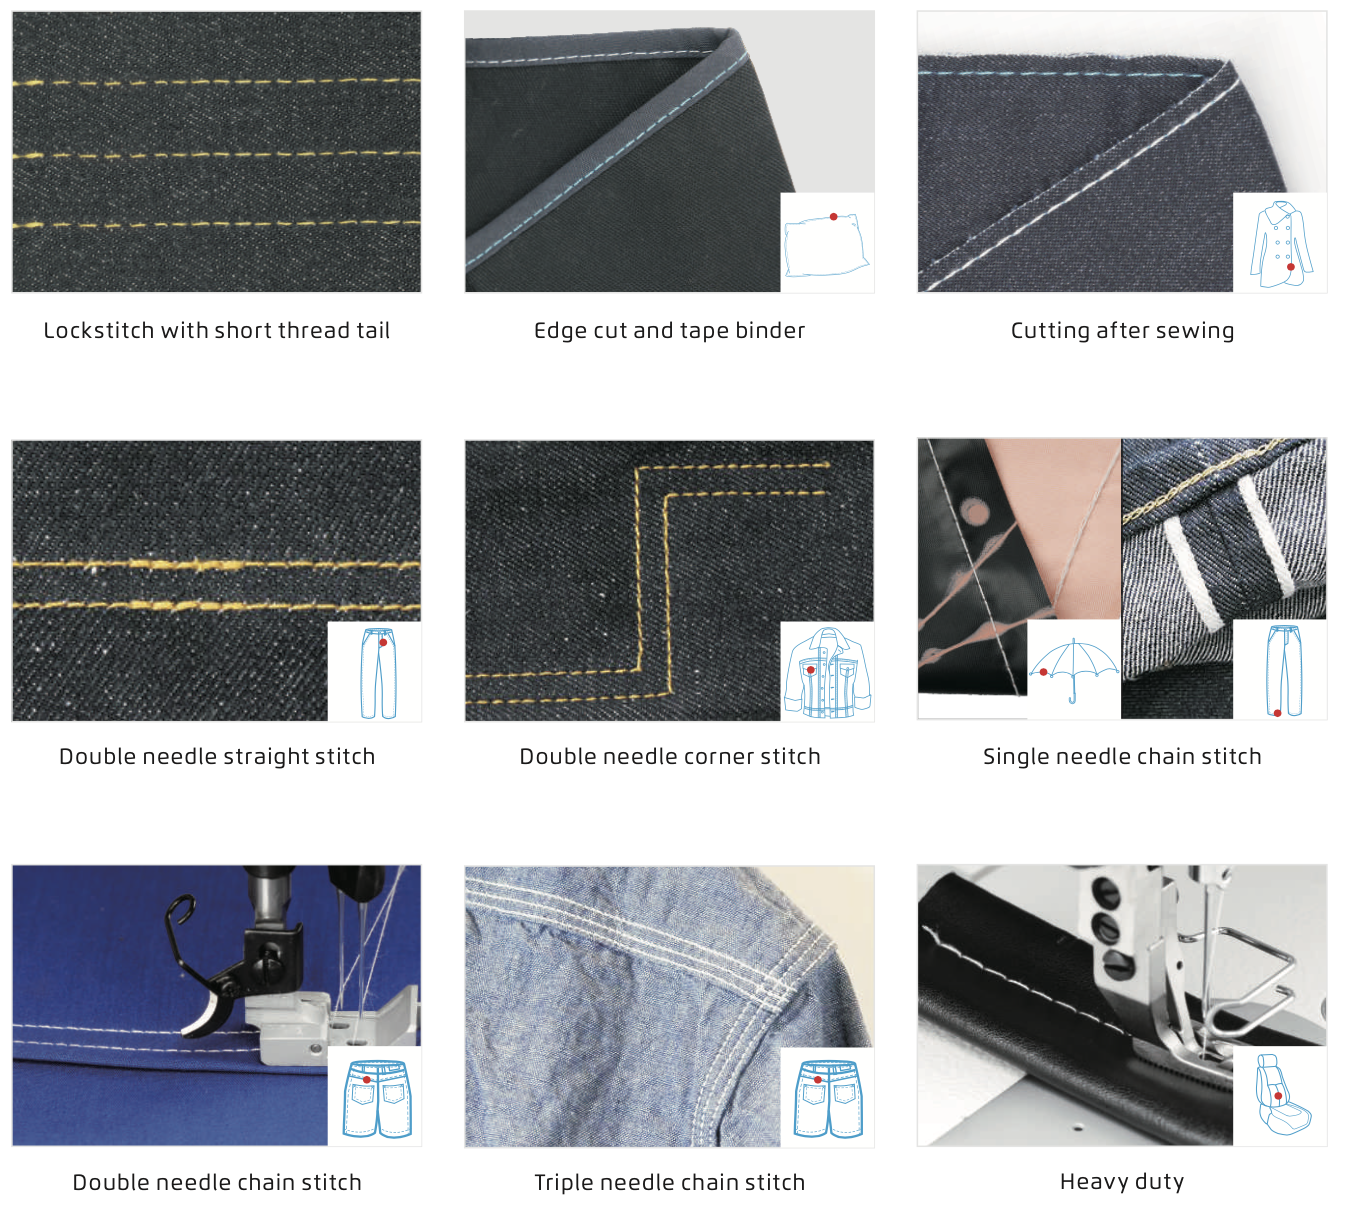 Lockstitch with short thread tail
Edge cut and tape binder
Cutting after sewing
Double needle straight stitch
Double needle corner stitch
Single needle chain stitch
Double needle chain stitch
Triple needle chain stitch
Heavy duty